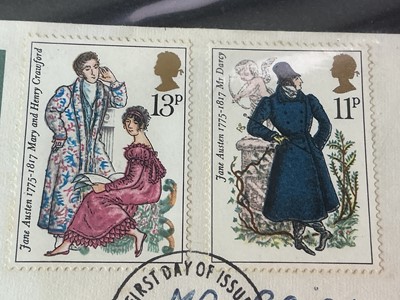 Jane Austen 1775-1817 Mary and Henry Crawford
13P
Jane Austen 1775-1817 Mr Darcy
11P
FIRST DAY OF ISSUE